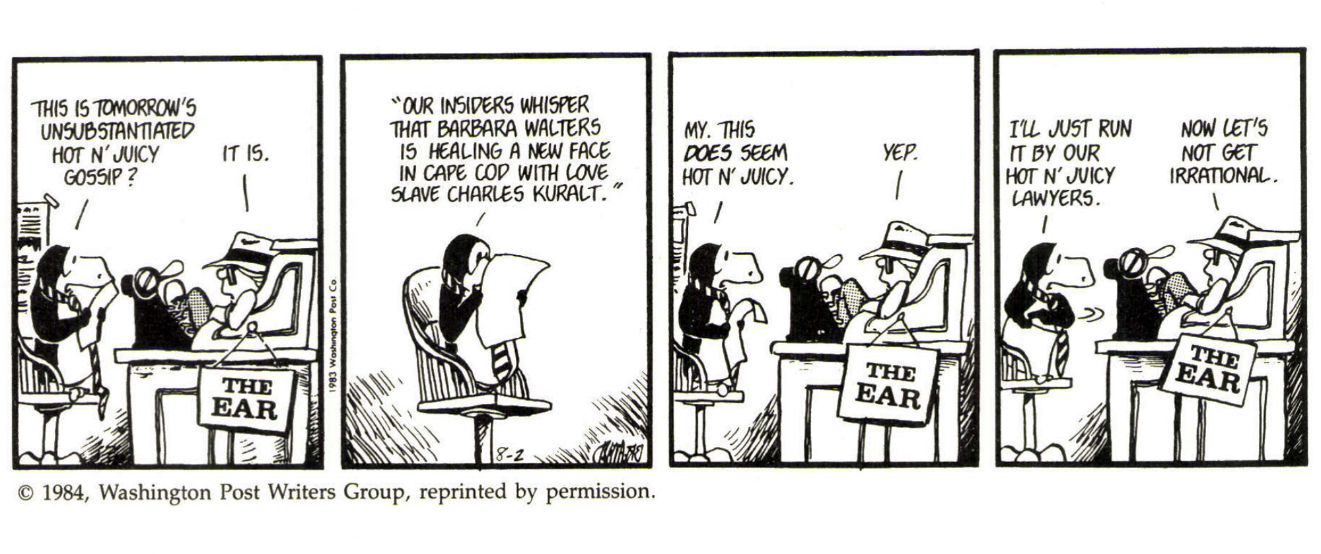 THIS IS TOMORROW'S
UNSUBSTANTIATED
HOT N' JUICY
GOSSIP?
IT IS.
THE
EAR
1983 Washington Post Co
"OUR INSIDERS WHISPER
THAT BARBARA WALTERS
IS HEALING A NEW FACE
IN CAPE COD WITH LOVE
SLAVE CHARLES KURALT."
8-2
MY. THIS
DOES SEEM
HOT N' JUICY.
YEP.
THE
EAR
I'LL JUST RUN
IT BY OUR
HOT N' JUICY
LAWYERS.
NOW LET'S
NOT GET
IRRATIONAL.
THE
EAR
© 1984, Washington Post Writers Group, reprinted by permission.